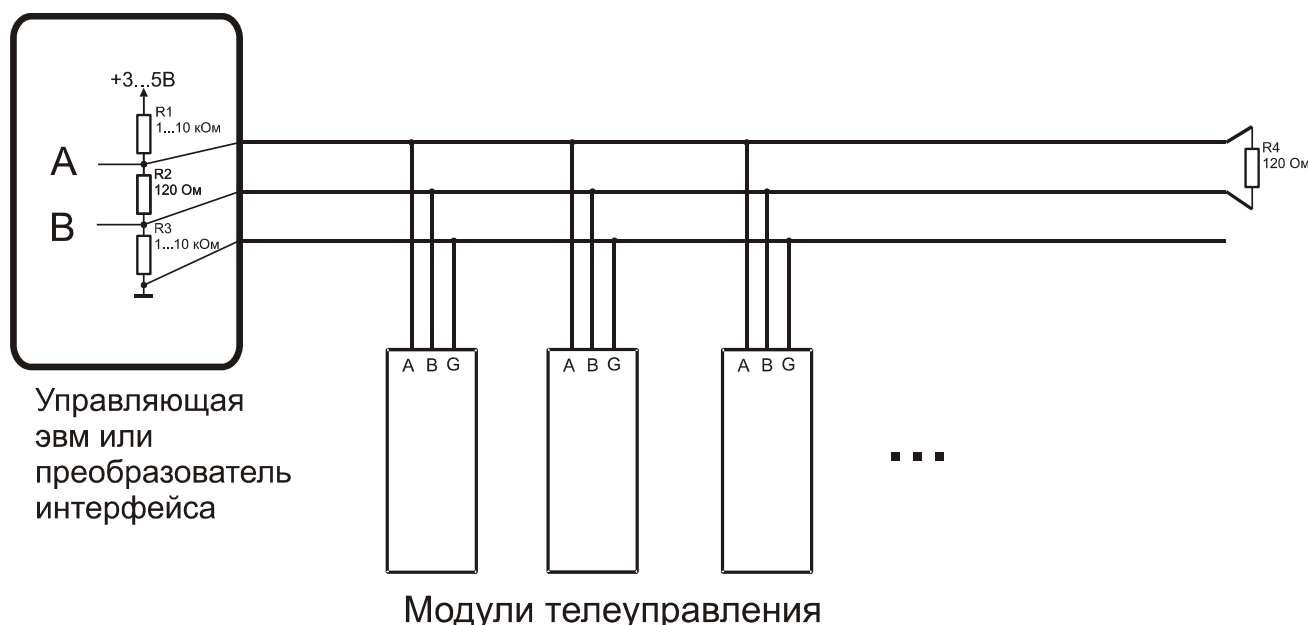 +3...5В
R1
1...10 кОм
A
R2
120 Ом
B
R3
1...10 кОм
R4
120 Ом
A B G
A B G
A B G
Управляющая
эвм или
преобразователь
интерфейса
...
Модули телеуправления